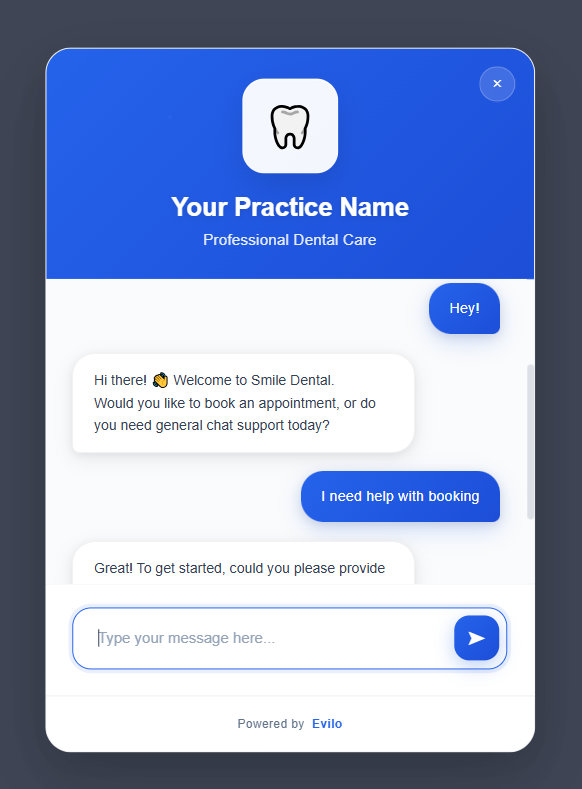 Your Practice Name
Professional Dental Care
Hey!
Hi there! 👏 Welcome to Smile Dental.
Would you like to book an appointment, or do
you need general chat support today?
I need help with booking
Great! To get started, could you please provide
Type your message here...
Powered by Evilo